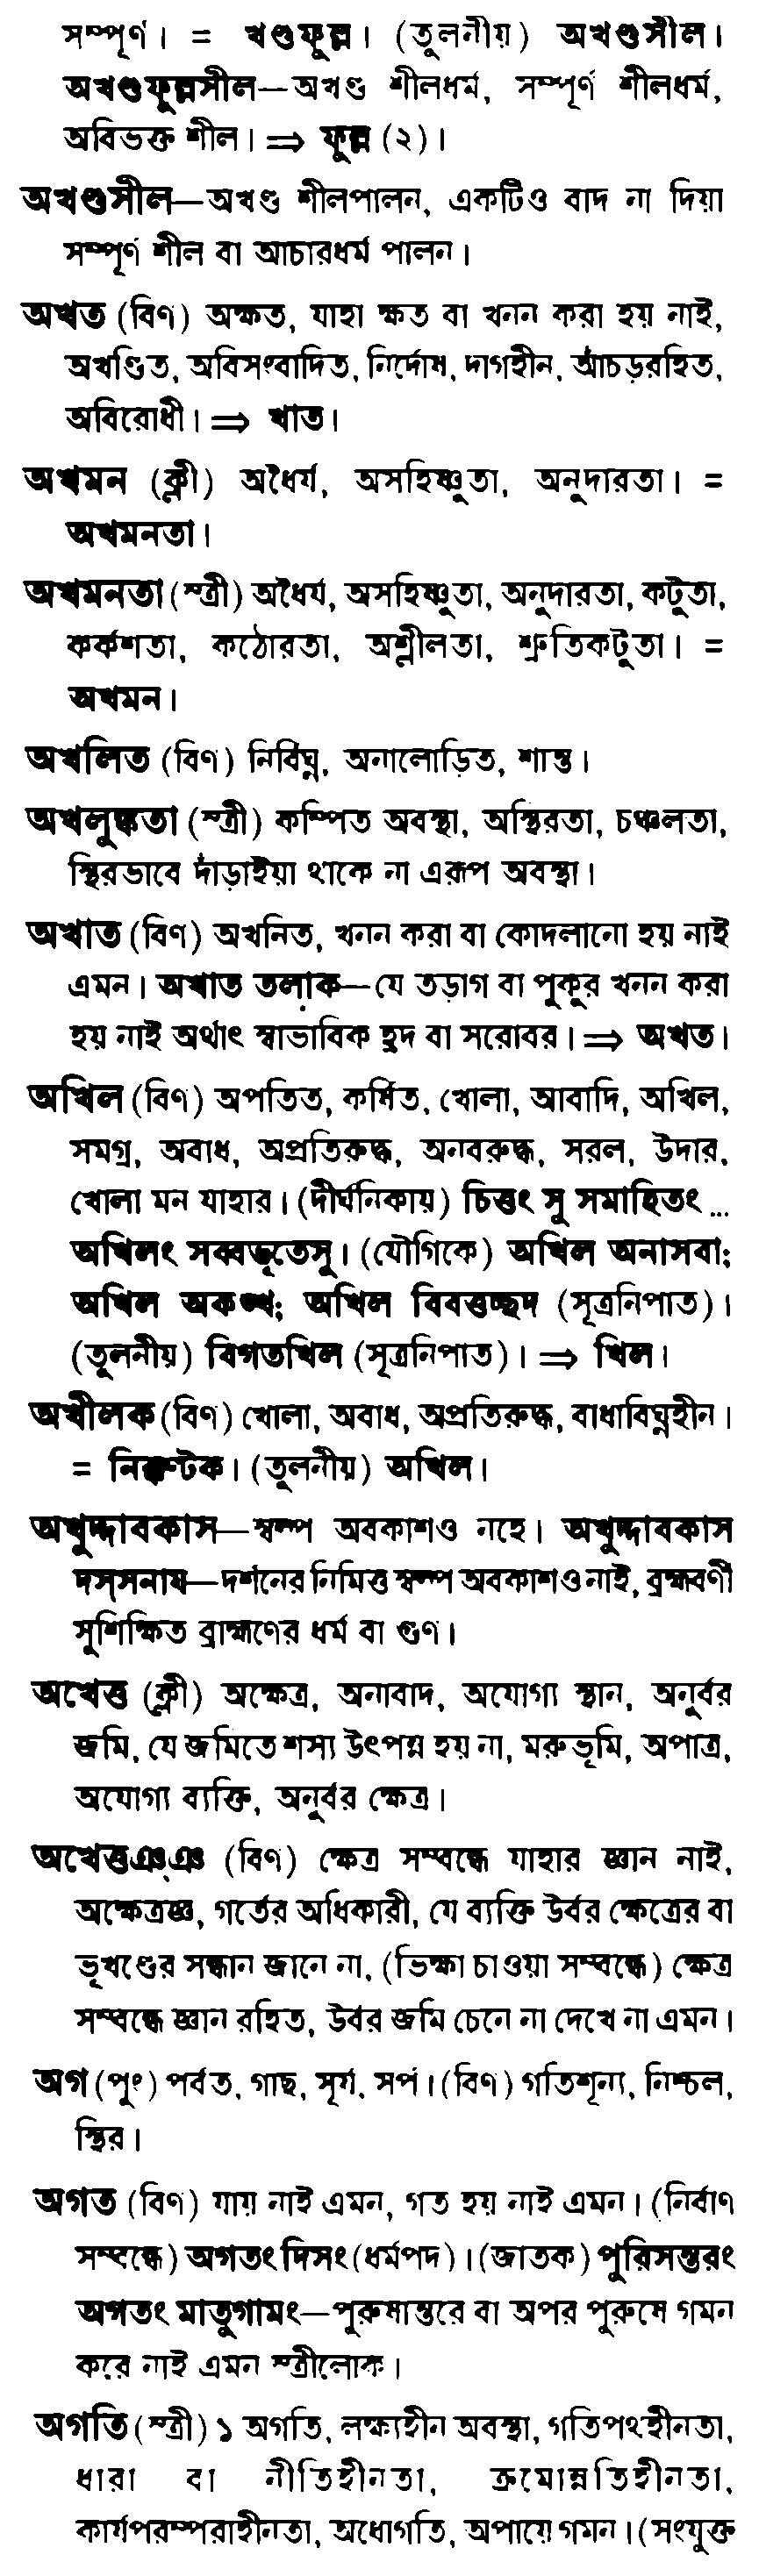 সম্পূর্ণ। = খণ্ডফুল্ল। (তুলনীয়) অখণ্ডসীল।
অখণ্ডফুল্লসীল—অখণ্ড শীলধর্ম, সম্পূর্ণ শীলধর্ম,
অবিভক্ত শীল। ⇒ ফুল্ল (২)।
অখণ্ডসীল—অখণ্ড শীলপালন, একটিও বাদ না দিয়া
সম্পূর্ণ শীল বা আচারধর্ম পালন।
অখত (বিণ) অক্ষত, যাহা ক্ষত বা খনন করা হয় নাই,
অখণ্ডিত, অবিসংবাদিত, নির্দোষ, দাগহীন, আঁচড়রহিত,
অবিরোধী। ⇒ খাত।
অখমন (ক্লী) অধৈর্য, অসহিষ্ণুতা, অনুদারতা। =
অখমনতা।
অখমনতা (স্ত্রী) অধৈর্য, অসহিষ্ণুতা, অনুদারতা, কটুতা,
কর্কশতা, কঠোরতা, অশ্লীলতা, শ্রুতিকটুতা। =
অখমন।
অখলিত (বিণ) নির্বিঘ্ন, অনালোড়িত, শান্ত।
অখলুঙ্কতা (স্ত্রী) কম্পিত অবস্থা, অস্থিরতা, চঞ্চলতা,
স্থিরভাবে দাঁড়াইয়া থাকে না এরূপ অবস্থা।
অখাত (বিণ) অখনিত, খনন করা বা কোদলানো হয় নাই
এমন। অখাত তলাক—যে তড়াগ বা পুকুর খনন করা
হয় নাই অর্থাৎ স্বাভাবিক হ্রদ বা সরোবর। ⇒ অখত।
অখিল (বিণ) অপতিত, কর্ষিত, খোলা, আবাদি, অখিল,
সমগ্র, অবাধ, অপ্রতিরুদ্ধ, অনবরুদ্ধ, সরল, উদার,
খোলা মন যাহার। (দীর্ঘনিকায়) চিত্তং সু সমাহিতং ...
অখিলং সব্বভূতেসু। (যৌগিকে) অখিল অনাসবা;
অখিল অকঙ্খ; অখিল বিবত্তচ্ছদ (সূত্রনিপাত)।
(তুলনীয়) বিগতখিল (সূত্রনিপাত)। ⇒ খিল।
অখীলক (বিণ) খোলা, অবাধ, অপ্রতিরুদ্ধ, বাধাবিঘ্নহীন।
= নিক্কণ্টক। (তুলনীয়) অখিল।
অখুদ্দাবকাস—স্বল্প অবকাশও নহে। অখুদ্দাবকাস
দস্সনায—দর্শনের নিমিত্ত স্বল্প অবকাশও নাই, ব্রহ্মবর্ণী
সুশিক্ষিত ব্রাহ্মণের ধর্ম বা গুণ।
অখেত্ত (ক্লী) অক্ষেত্র, অনাবাদ, অযোগ্য স্থান, অনুর্বর
জমি, যে জমিতে শস্য উৎপন্ন হয় না, মরুভূমি, অপাত্র,
অযোগ্য ব্যক্তি, অনুর্বর ক্ষেত্র।
অখেত্তঞ্ঞু (বিণ) ক্ষেত্র সম্বন্ধে যাহার জ্ঞান নাই,
অক্ষেত্রজ্ঞ, গর্তের অধিকারী, যে ব্যক্তি উর্বর ক্ষেত্রের বা
ভূখণ্ডের সন্ধান জানে না, (ভিক্ষা চাওয়া সম্বন্ধে) ক্ষেত্র
সম্বন্ধে জ্ঞান রহিত, উর্বর জমি চেনে না দেখে না এমন।
অগ (পুং) পর্বত, গাছ, সূর্য, সর্প। (বিণ) গতিশূন্য, নিশ্চল,
স্থির।
অগত (বিণ) যায় নাই এমন, গত হয় নাই এমন। (নির্বাণ
সম্বন্ধে) অগতং দিসং (ধর্মপদ)। (জাতক) পুরিসন্তরং
অগতং মাতুগামং—পুরুষান্তরে বা অপর পুরুষে গমন
করে নাই এমন স্ত্রীলোক।
অগতি (স্ত্রী) ১ অগতি, লক্ষ্যহীন অবস্থা, গতিপথহীনতা,
ধারা বা নীতিহীনতা, ক্রমোন্নতিহীনতা,
কার্যপরম্পরাহীনতা, অধোগতি, অপায়ে গমন। (সংযুক্ত